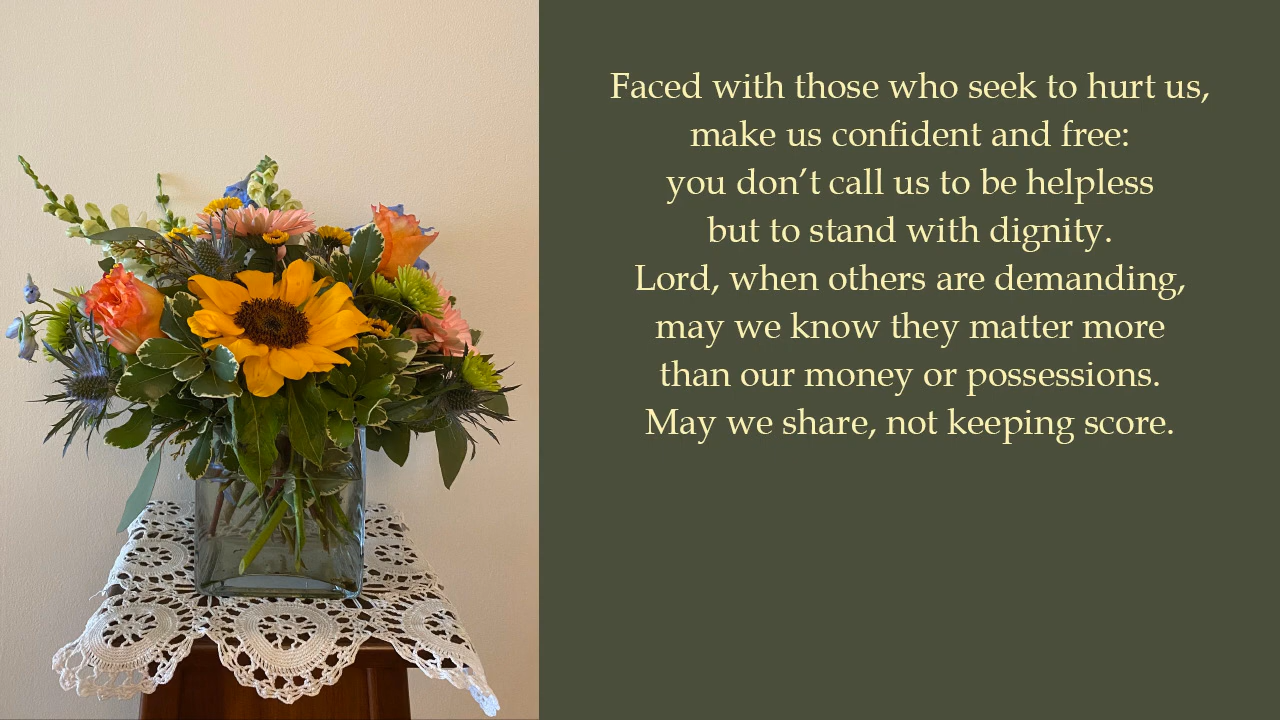 Faced with those who seek to hurt us,
make us confident and free:
you don’t call us to be helpless
but to stand with dignity.
Lord, when others are demanding,
may we know they matter more
than our money or possessions.
May we share, not keeping score.